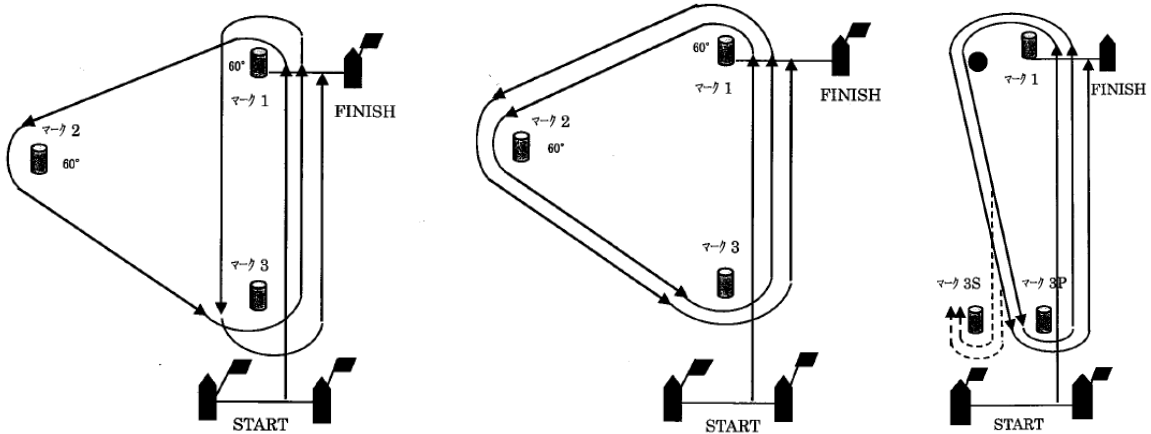 60°
マーク 1
FINISH
マーク 2
60°
マーク 3
START
60°
マーク 1
FINISH
マーク 2
60°
マーク 3
START
マーク 1
FINISH
マーク 3S
マーク 3P
START